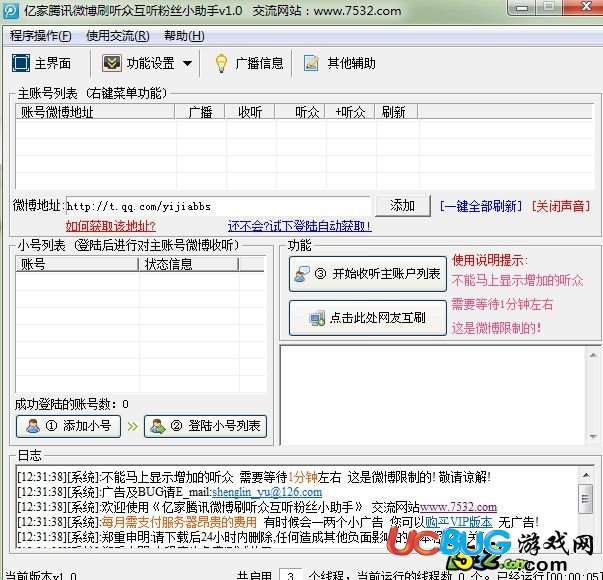 亿家腾讯微博刷听众互听粉丝小助手v1.0 交流网站：www.7532.com
程序操作(F) 使用交流(R) 帮助(H)
主界面 功能设置 广播信息 其他辅助
主账号列表（右键菜单功能）
账号微博地址 广播 收听 听众 +听众 刷新
微博地址: http://t.qq.com/yijiabbs 添加 [一键全部刷新] [关闭声音]
如何获取该地址? 还不会?试下登陆自动获取!
小号列表（登陆后进行对主账号微博收听）
账号 状态信息
成功登陆的账号数: 0
① 添加小号 >> ② 登陆小号列表
功能
③ 开始收听主账户列表
点击此处网友互刷
使用说明提示:
不能马上显示增加的听众
需要等待1分钟左右
这是微博限制的!
日志
[12:31:38][系统]:不能马上显示增加的听众 需要等待1分钟左右 这是微博限制的! 敬请谅解!
[12:31:38][系统]:广告及BUG请E_mail:shenglin_yu@126.com
[12:31:38][系统]:欢迎使用《亿家腾讯微博刷听众互听粉丝小助手》 交流网站www.7532.com
[12:31:38][系统]:每月需支付服务器昂贵的费用 有时候会一两个小广告 您可以购买VIP版本 无广告!
[12:31:38][系统]:郑重申明:请下载后24小时内删除,任何造成其他负面影响的
UCBUG游戏网
.com
当前版本v1.0 共启用 3 个线程，当前运行的线程数 0 个。已经运行[00:00:05]